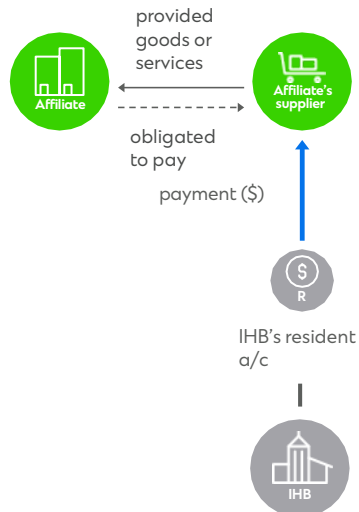 provided
goods or
services
Affiliate
Affiliate's
supplier
obligated
to pay
payment ($)
$
R
IHB's resident
a/c
IHB